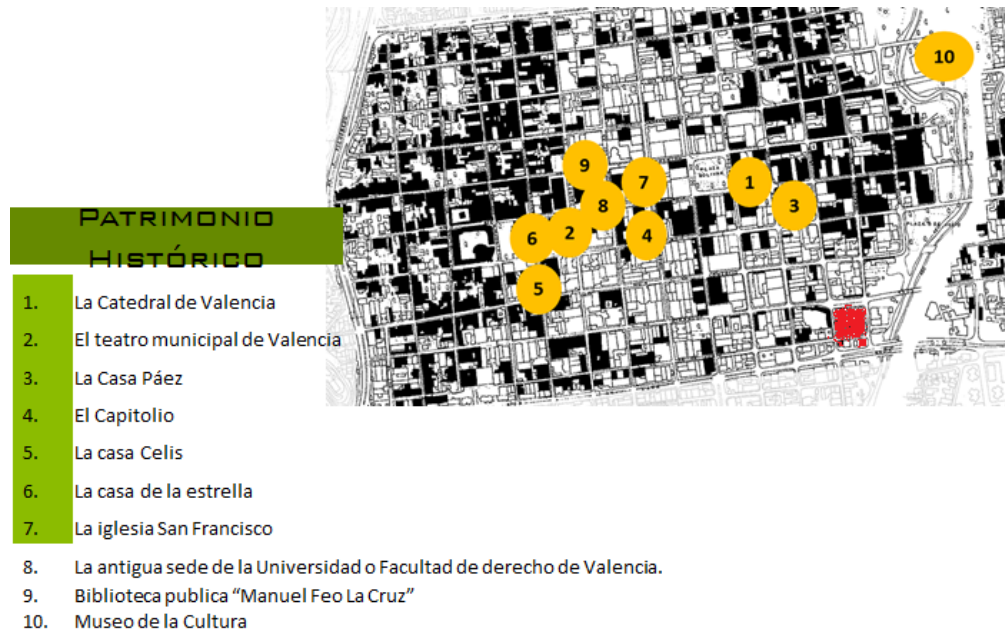 10
9
7
1
8
3
6
2
4
5
PLAZA
BOLIVAR
PATRIMONIO
HISTÓRICO
1. La Catedral de Valencia
2. El teatro municipal de Valencia
3. La Casa Páez
4. El Capitolio
5. La casa Celis
6. La casa de la estrella
7. La iglesia San Francisco
8. La antigua sede de la Universidad o Facultad de derecho de Valencia.
9. Biblioteca publica “Manuel Feo La Cruz”
10. Museo de la Cultura